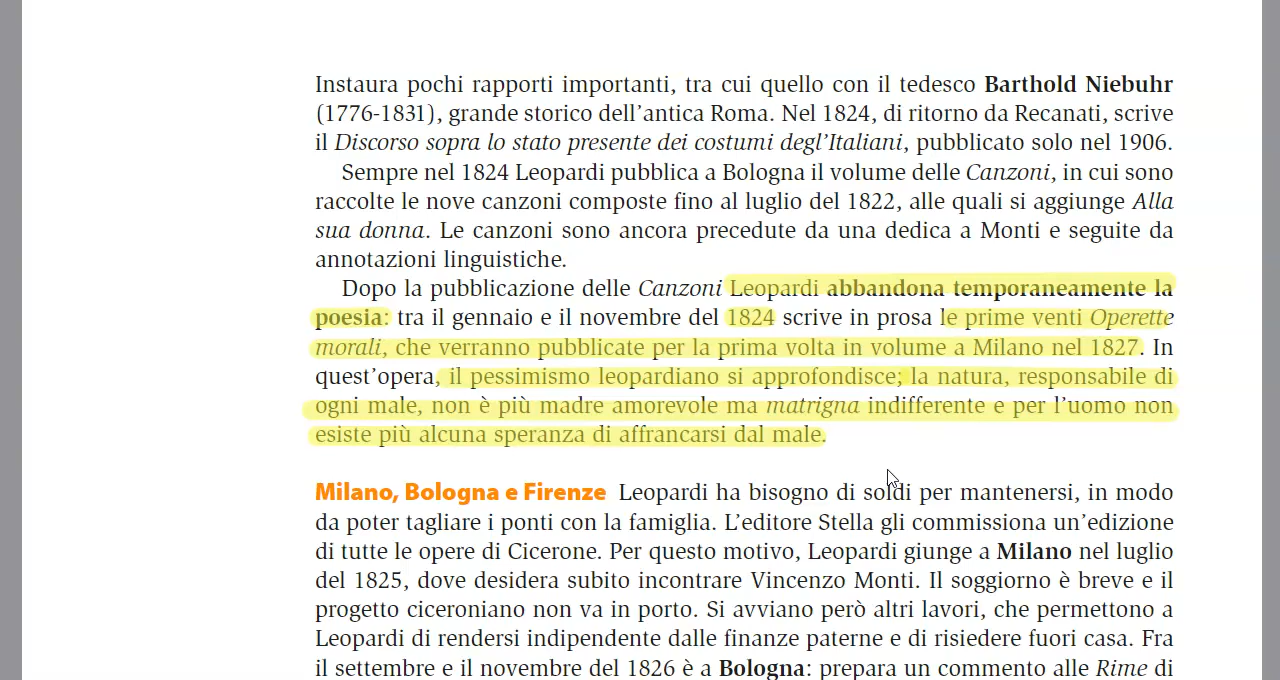 Instaura pochi rapporti importanti, tra cui quello con il tedesco Barthold Niebuhr
(1776-1831), grande storico dell’antica Roma. Nel 1824, di ritorno da Recanati, scrive
il Discorso sopra lo stato presente dei costumi degl’Italiani, pubblicato solo nel 1906.
Sempre nel 1824 Leopardi pubblica a Bologna il volume delle Canzoni, in cui sono
raccolte le nove canzoni composte fino al luglio del 1822, alle quali si aggiunge Alla
sua donna. Le canzoni sono ancora precedute da una dedica a Monti e seguite da
annotazioni linguistiche.
Dopo la pubblicazione delle Canzoni Leopardi abbandona temporaneamente la
poesia: tra il gennaio e il novembre del 1824 scrive in prosa le prime venti Operette
morali, che verranno pubblicate per la prima volta in volume a Milano nel 1827. In
quest’opera, il pessimismo leopardiano si approfondisce; la natura, responsabile di
ogni male, non è più madre amorevole ma matrigna indifferente e per l’uomo non
esiste più alcuna speranza di affrancarsi dal male.
Milano, Bologna e Firenze Leopardi ha bisogno di soldi per mantenersi, in modo
da poter tagliare i ponti con la famiglia. L’editore Stella gli commissiona un’edizione
di tutte le opere di Cicerone. Per questo motivo, Leopardi giunge a Milano nel luglio
del 1825, dove desidera subito incontrare Vincenzo Monti. Il soggiorno è breve e il
progetto ciceroniano non va in porto. Si avviano però altri lavori, che permettono a
Leopardi di rendersi indipendente dalle finanze paterne e di risiedere fuori casa. Fra
il settembre e il novembre del 1826 è a Bologna: prepara un commento alle Rime di